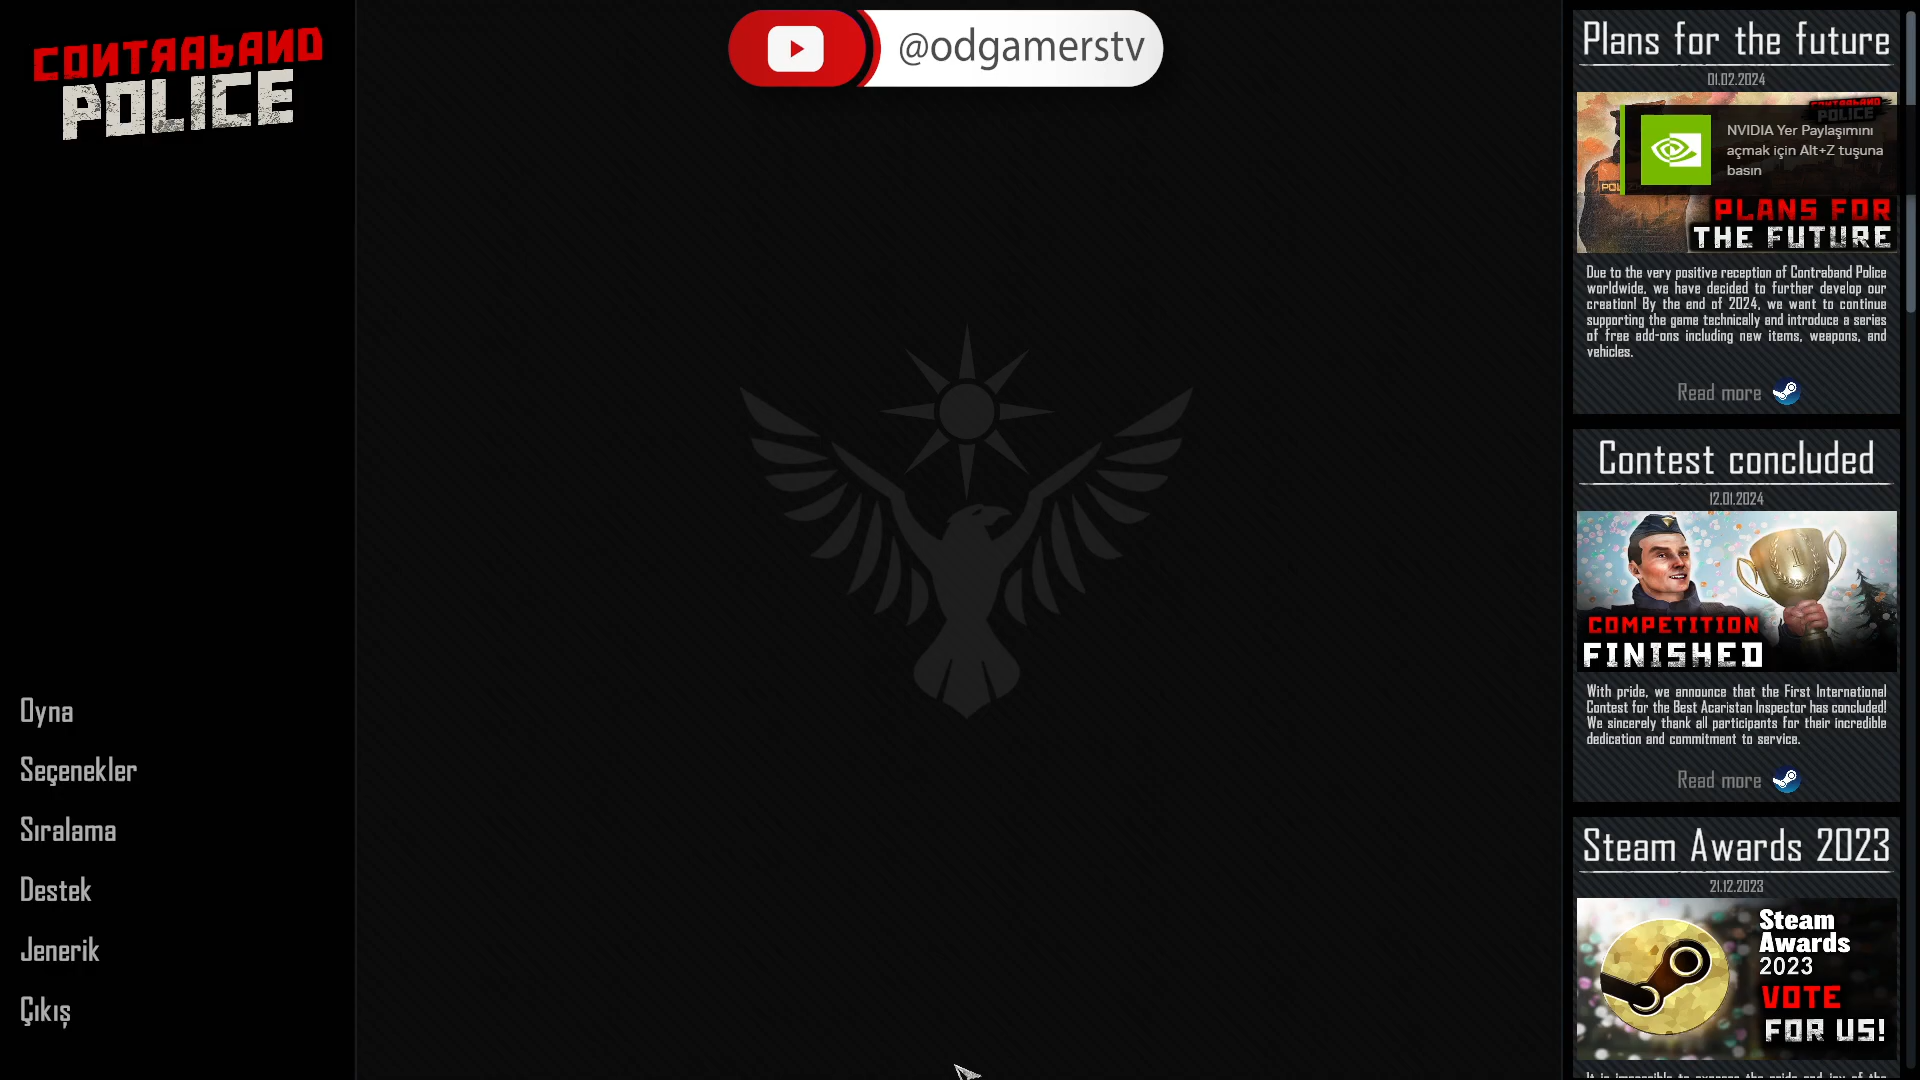 CONTRABAND
POLICE
Oyna
Seçenekler
Sıralama
Destek
Jenerik
Çıkış
@odgamerstv
Plans for the future
01.02.2024
CONTRABAND
POLICE
NVIDIA Yer Paylaşımını
açmak için Alt+Z tuşuna
basın
PLANS FOR
THE FUTURE
Due to the very positive reception of Contraband Police
worldwide, we have decided to further develop our
creation! By the end of 2024, we want to continue
supporting the game technically and introduce a series
of free add-ons including new items, weapons, and
vehicles.
Read more
Contest concluded
12.01.2024
COMPETITION
FINISHED
With pride, we announce that the First International
Contest for the Best Acaristan Inspector has concluded!
We sincerely thank all participants for their incredible
dedication and commitment to service.
Read more
Steam Awards 2023
21.12.2023
Steam
Awards
2023
VOTE
FOR US!